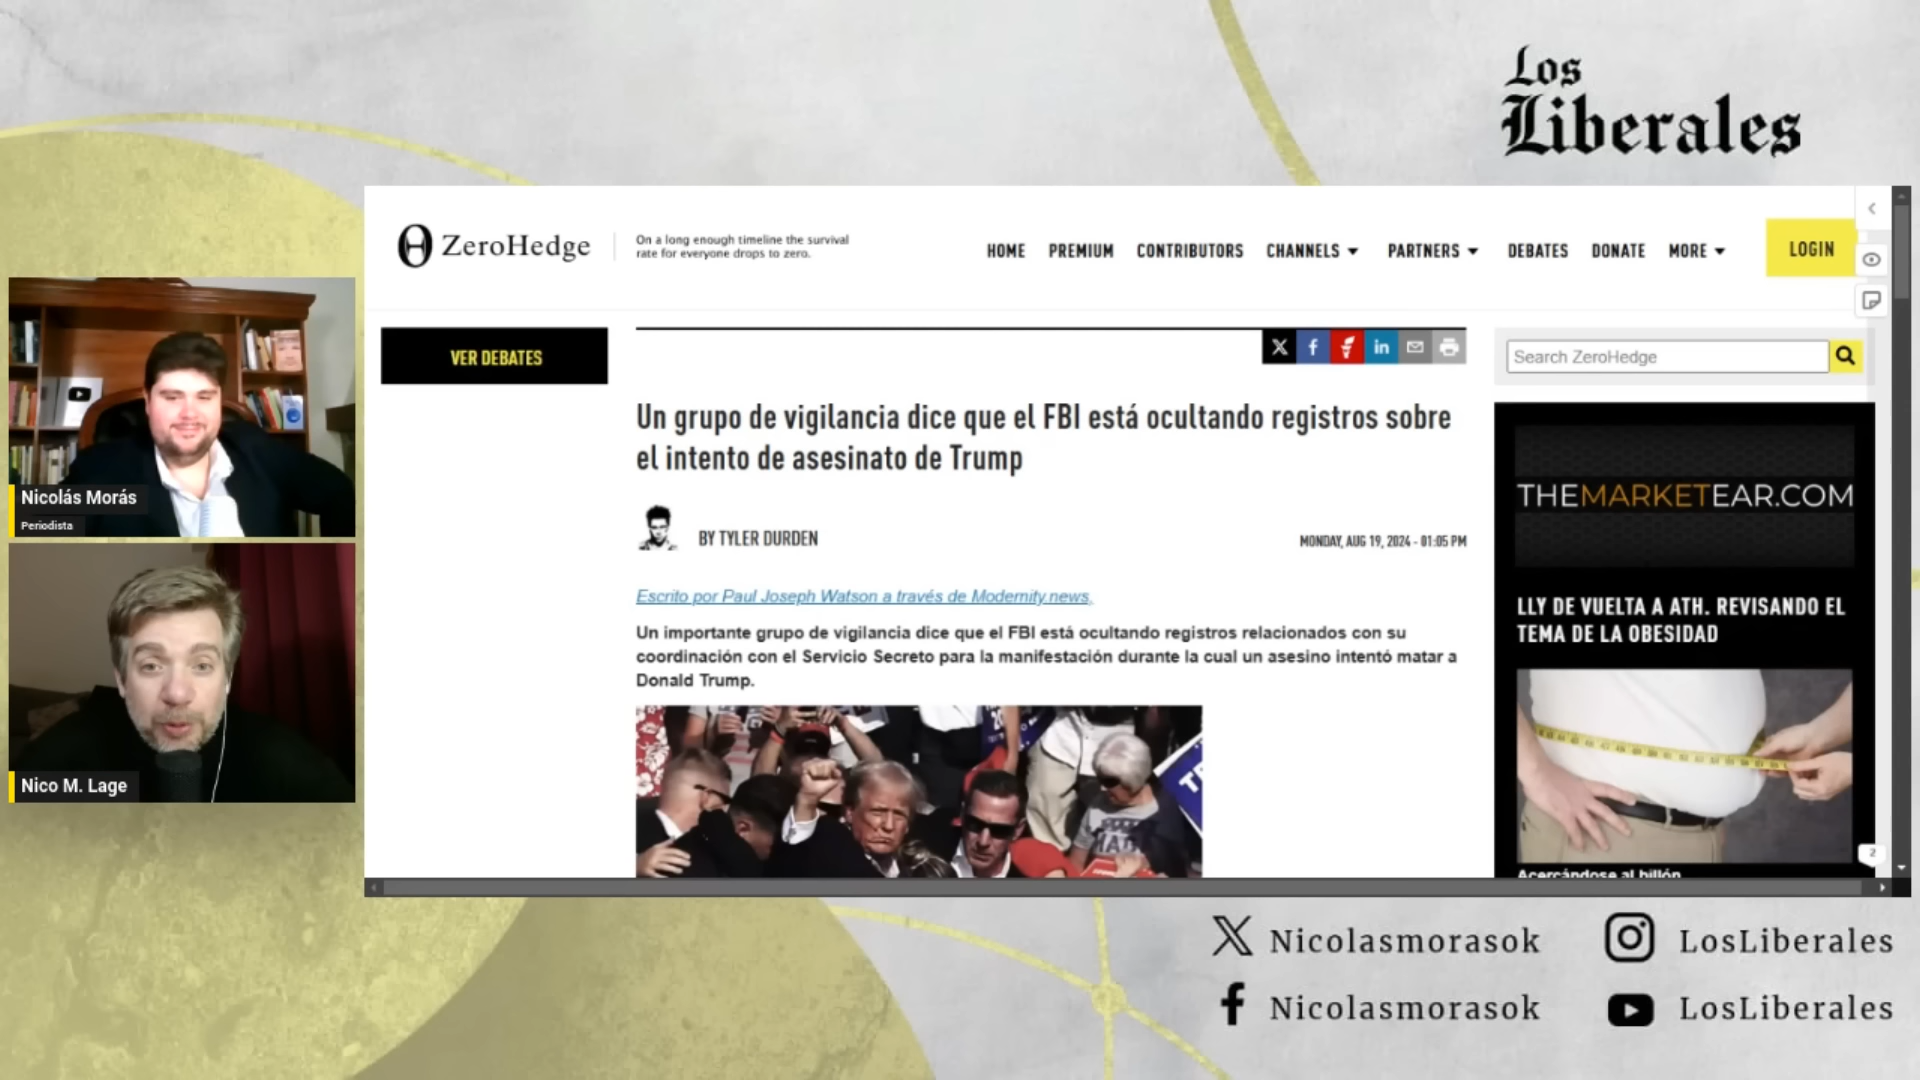 Los
Liberales
ZeroHedge
On a long enough timeline the survival
rate for everyone drops to zero.
HOME PREMIUM CONTRIBUTORS CHANNELS PARTNERS DEBATES DONATE MORE LOGIN
VER DEBATES
Search ZeroHedge
Un grupo de vigilancia dice que el FBI está ocultando registros sobre
el intento de asesinato de Trump
BY TYLER DURDEN
MONDAY, AUG 19, 2024 - 01:05 PM
Escrito por Paul Joseph Watson a través de Modernity.news,
Un importante grupo de vigilancia dice que el FBI está ocultando registros relacionados con su
coordinación con el Servicio Secreto para la manifestación durante la cual un asesino intentó matar a
Donald Trump.
THEMARKETEAR.COM
LLY DE VUELTA A ATH. REVISANDO EL
TEMA DE LA OBESIDAD
Acercándose al billón
2
Nicolás Morás
Periodista
Nico M. Lage
Nicolasmorasok
LosLiberales
Nicolasmorasok
LosLiberales